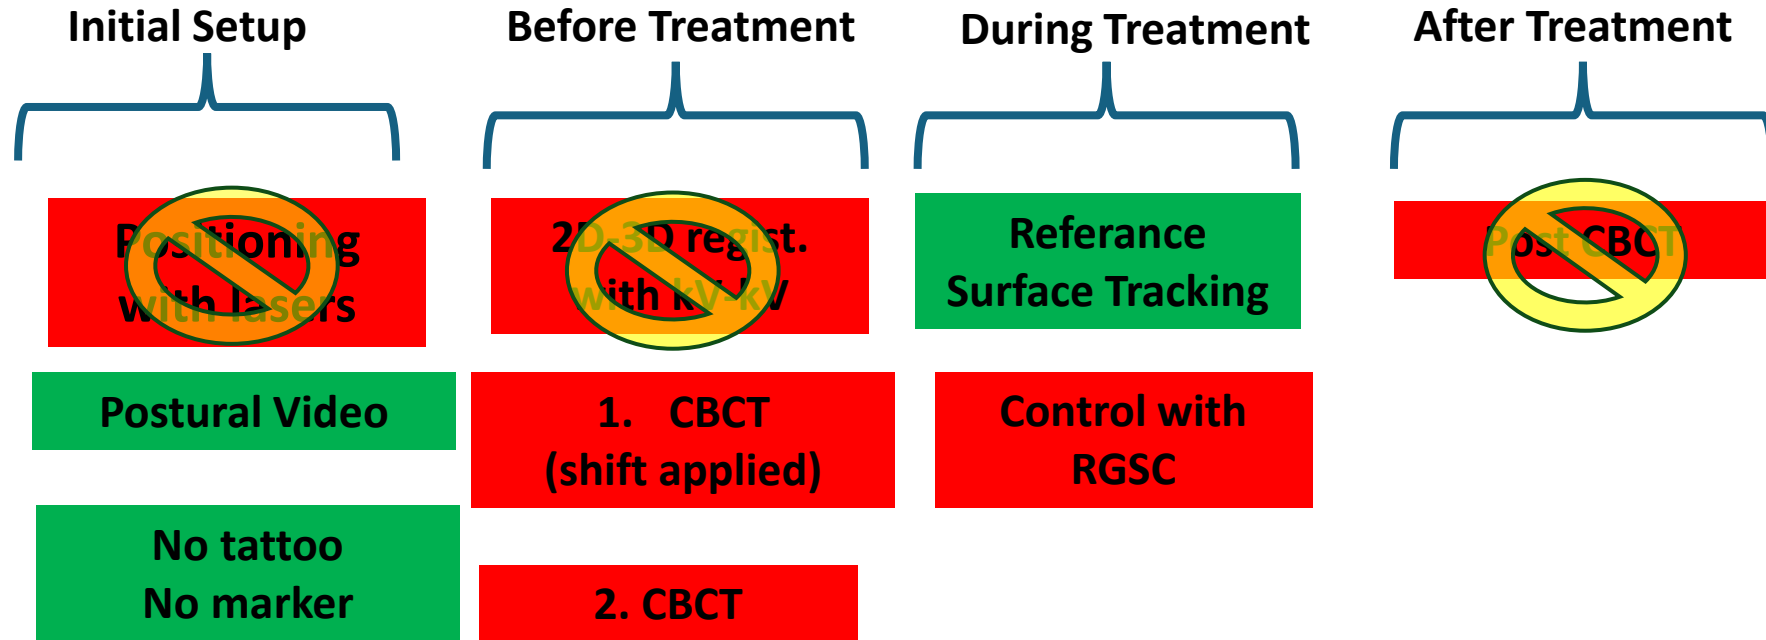 Initial Setup
Before Treatment
During Treatment
After Treatment
Positioning
with lasers
Postural Video
No tattoo
No marker
2D-3D regist.
with kV-kV
1. CBCT
(shift applied)
2. CBCT
Referance
Surface Tracking
Control with
RGSC
Post CBCT